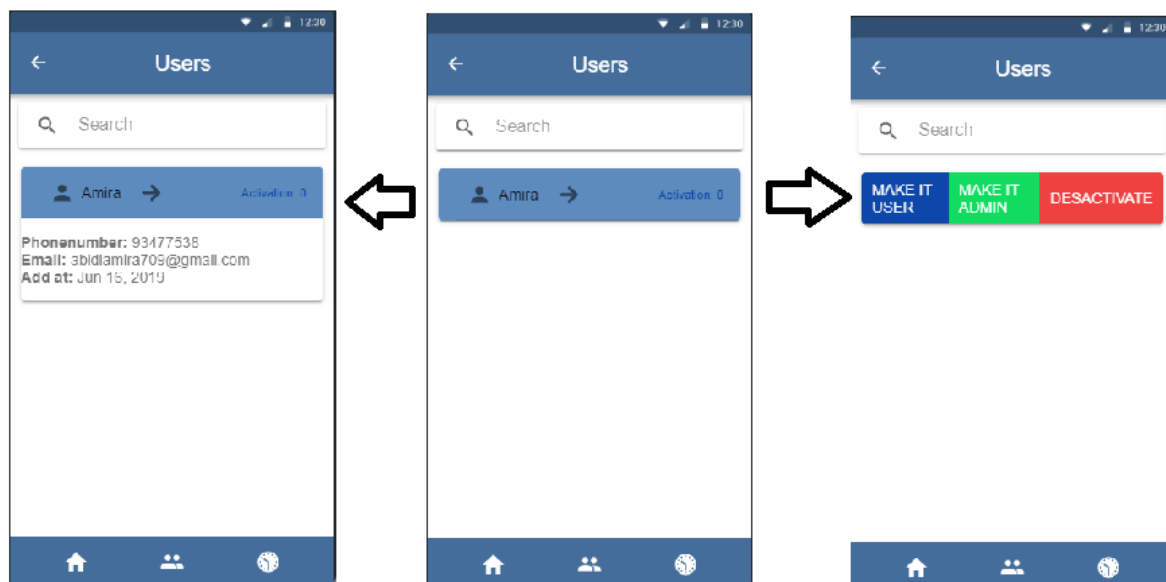 12:30
Users
Search
Amira Activation: 0
Phonenumber: 93477538
Email: abidiamira709@gmail.com
Add at: Jun 16, 2019
12:30
Users
Search
Amira Activation: 0
12:30
Users
Search
MAKE IT USER
MAKE IT ADMIN
DESACTIVATE